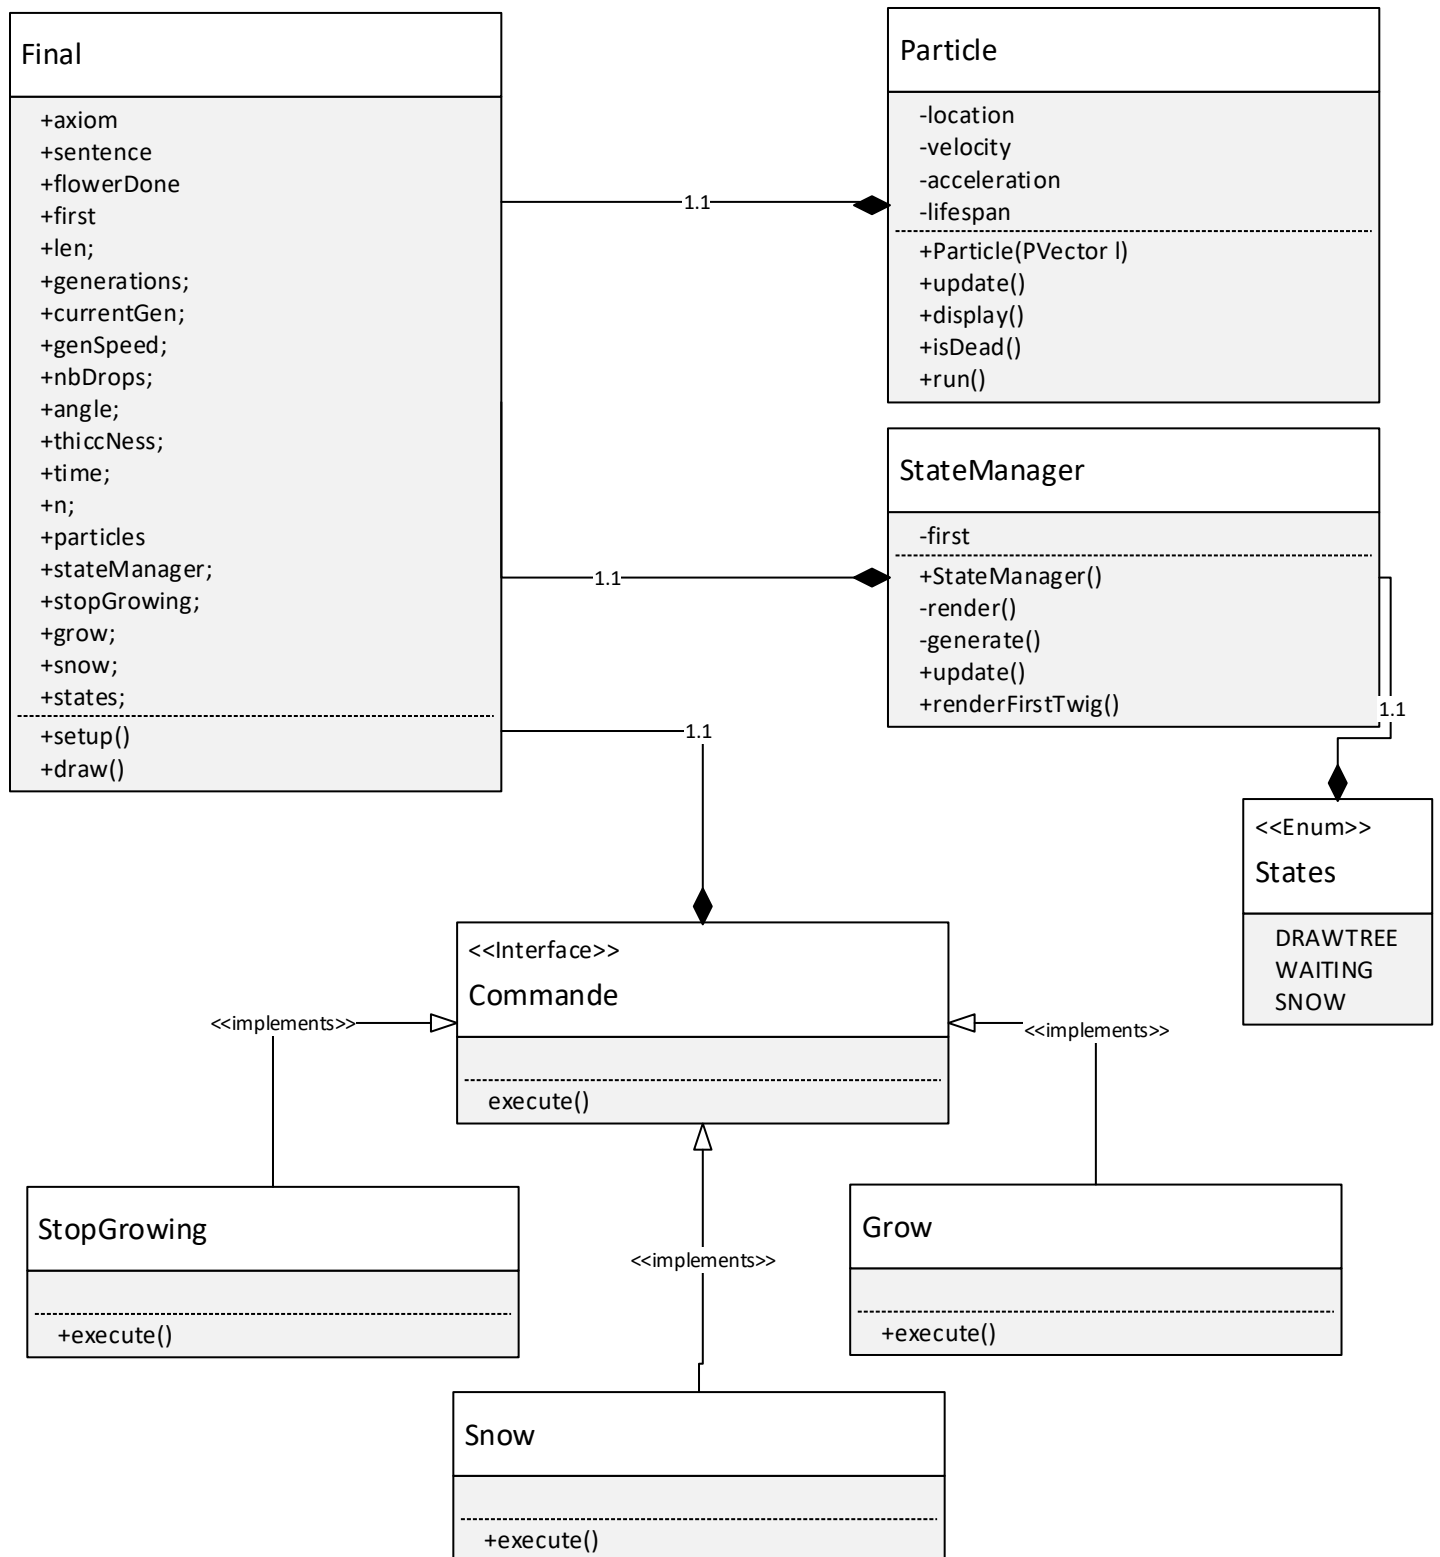 Final
+axiom
+sentence
+flowerDone
+first
+len;
+generations;
+currentGen;
+genSpeed;
+nbDrops;
+angle;
+thiccNess;
+time;
+n;
+particles
+stateManager;
+stopGrowing;
+grow;
+snow;
+states;
+setup()
+draw()
1.1
Particle
-location
-velocity
-acceleration
-lifespan
+Particle(PVector l)
+update()
+display()
+isDead()
+run()
1.1
StateManager
-first
+StateManager()
-render()
-generate()
+update()
+renderFirstTwig()
1.1
1.1
<<Enum>>
States
DRAWTREE
WAITING
SNOW
<<Interface>>
Commande
execute()
<<implements>>
<<implements>>
<<implements>>
StopGrowing
+execute()
Grow
+execute()
Snow
+execute()